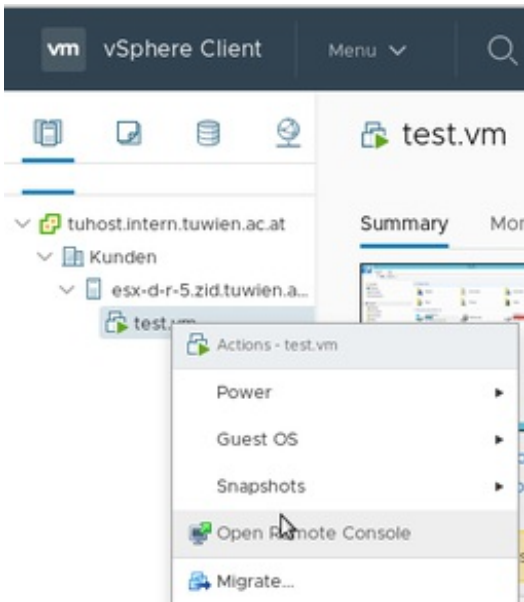 vm vSphere Client Menu
test.vm
Summary
tuhost.intern.tuwien.ac.at
Kunden
esx-d-r-5.zid.tuwien.a...
test.vm
Actions - test.vm
Power
Guest OS
Snapshots
Open Remote Console
Migrate...